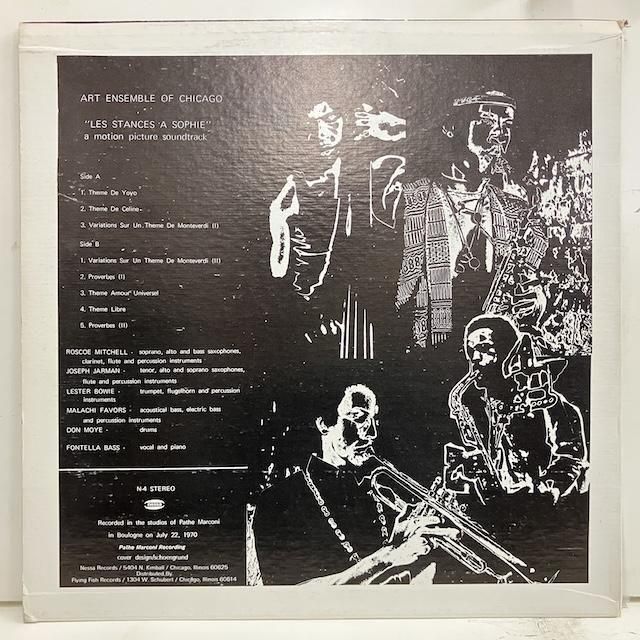 ART ENSEMBLE OF CHICAGO
"LES STANCES A SOPHIE"
a motion picture soundtrack
Side A
1. Theme De Yoyo
2. Theme De Celine
3. Variations Sur Un Theme De Monteverdi (I)
Side B
1. Variations Sur Un Theme De Monteverdi (II)
2. Proverbes (I)
3. Theme Amour Universel
4. Theme Libre
5. Proverbes (II)
ROSCOE MITCHELL - soprano, alto and bass saxophones,
clarinet, flute and percussion instruments
JOSEPH JARMAN - tenor, alto and soprano saxophones,
flute and percussion instruments
LESTER BOWIE - trumpet, flugelhorn and percussion
instruments
MALACHI FAVORS - acoustical bass, electric bass
and percussion instruments
DON MOYE - drums
FONTELLA BASS - vocal and piano
N-4 STEREO
Recorded in the studios of Pathe Marconi
in Boulogne on July 22, 1970
Pathe Marconi Recording
cover design/schoengrund
Nessa Records / 5404 N. Kimball / Chicago, Illinois 60625
Distributed By
Flying Fish Records / 1304 W. Schubert / Chicago, Illinois 60614